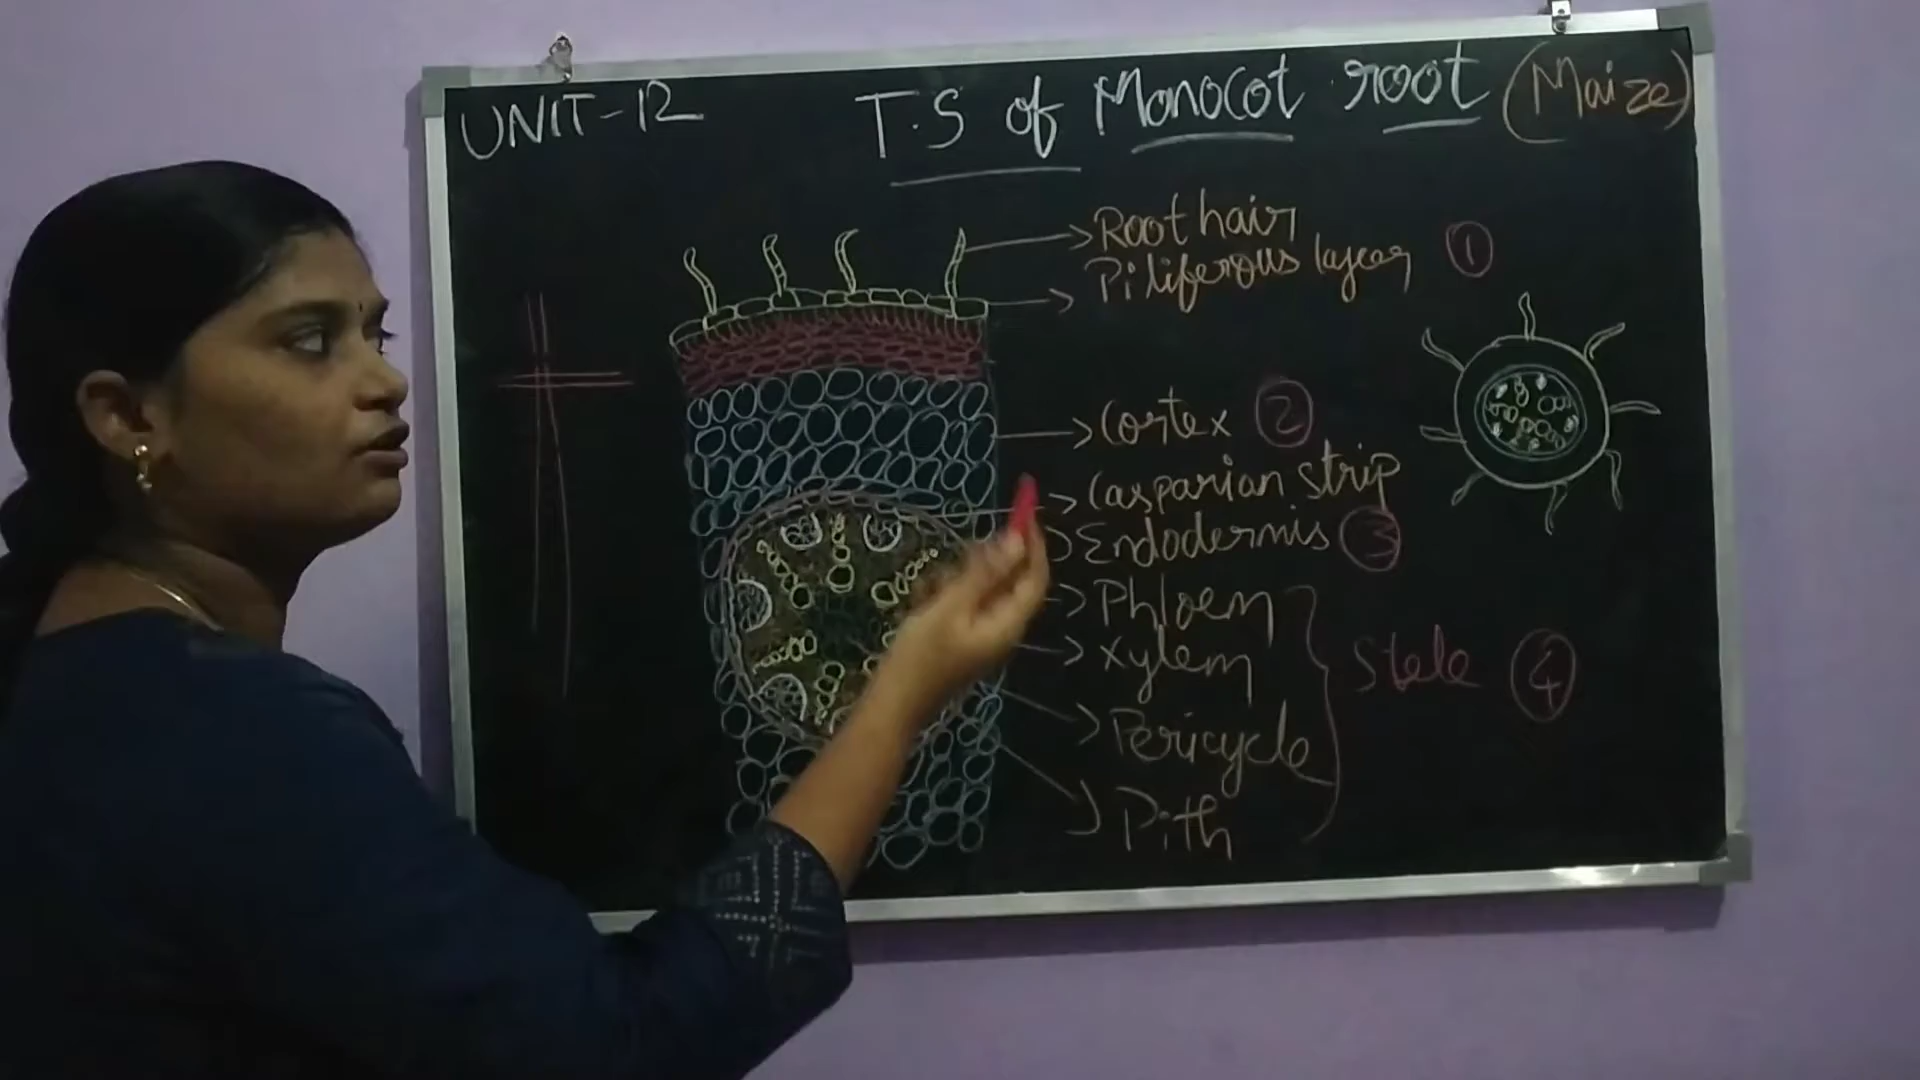 UNIT-12
T.S of Monocot root (Maize)
Root hair
Piliferous layer 1
Cortex 2
Casparian strip
Endodermis 3
Phloem
Xylem
Stele 4
Pericycle
Pith